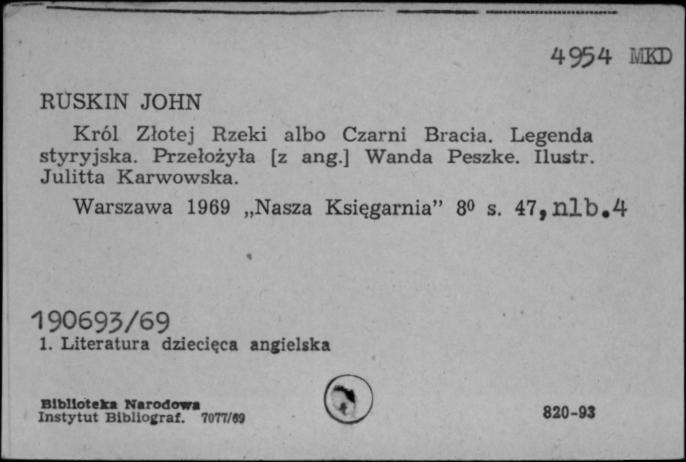 4954 MKD
RUSKIN JOHN
Król Złotej Rzeki albo Czarni Bracia. Legenda
styryjska. Przełożyła [z ang.] Wanda Peszke. Ilustr.
Julitta Karwowska.
Warszawa 1969 „Nasza Księgarnia” 8⁰ s. 47, nlb.4
190693/69
1. Literatura dziecięca angielska
Biblioteka Narodowa
Instytut Bibliograf. 7077/69
820-93